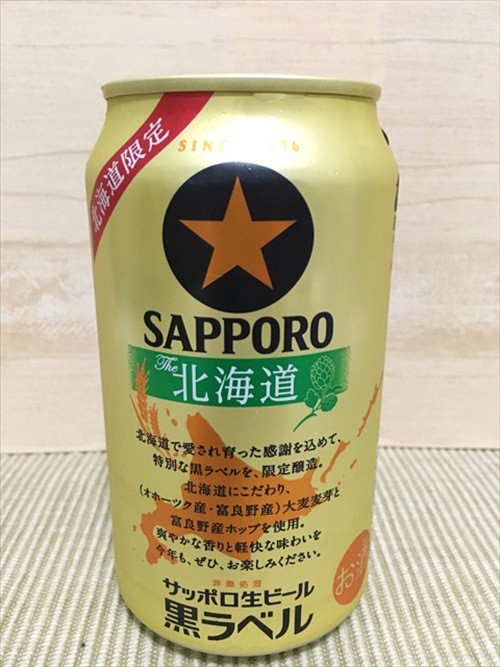 北海道限定
SINCE 1876
SAPPORO
The
北海道
北海道で愛され育った感謝を込めて、
特別な黒ラベルを、限定醸造。
北海道にこだわり、
(オホーツク産・富良野産)大麦麦芽と
富良野産ホップを使用。
爽やかな香りと軽快な味わいを
今年も、ぜひ、お楽しみください。
非熱処理
サッポロ生ビール
黒ラベル